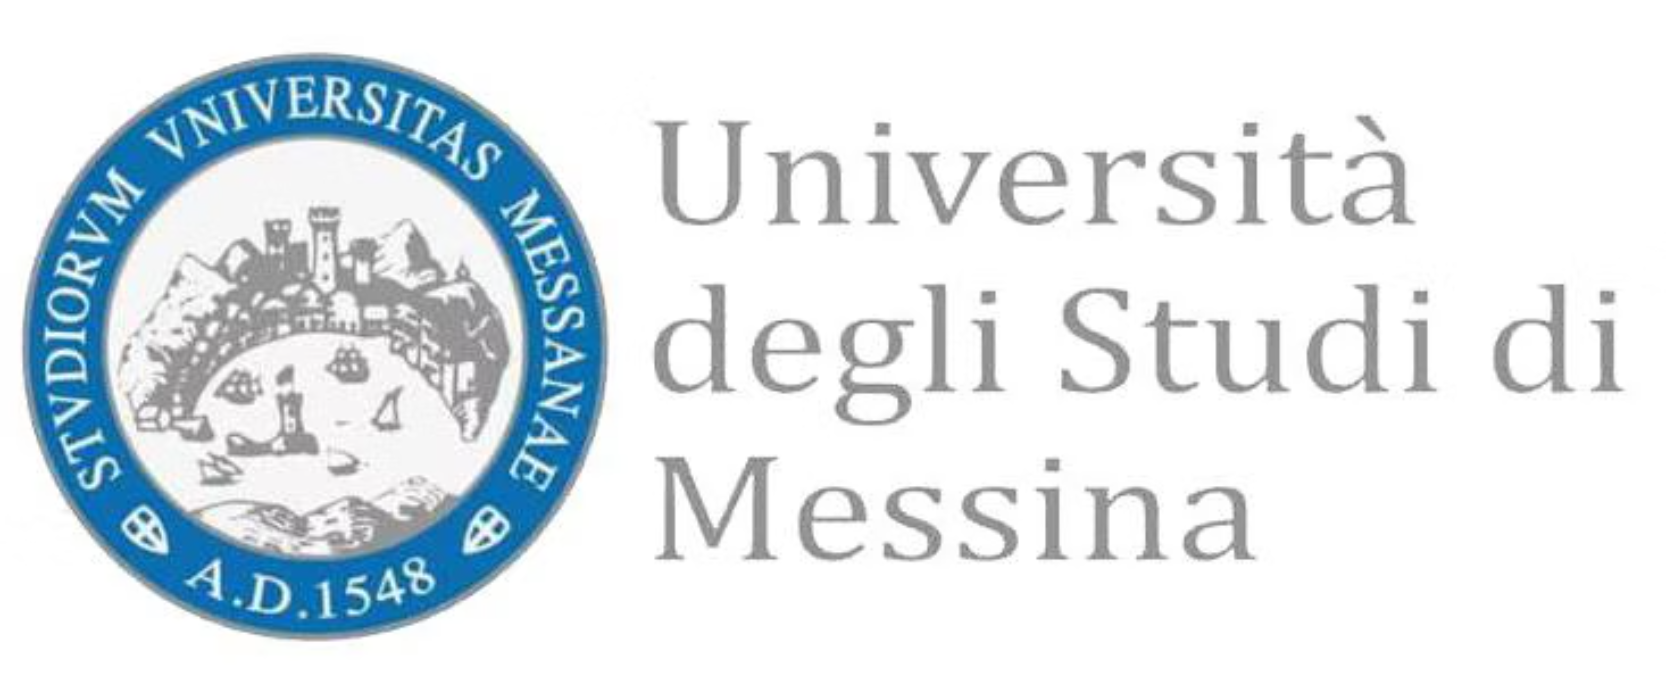 STVDIORVM VNIVERSITAS MESSANAE
A.D.1548
Università
degli Studi di
Messina